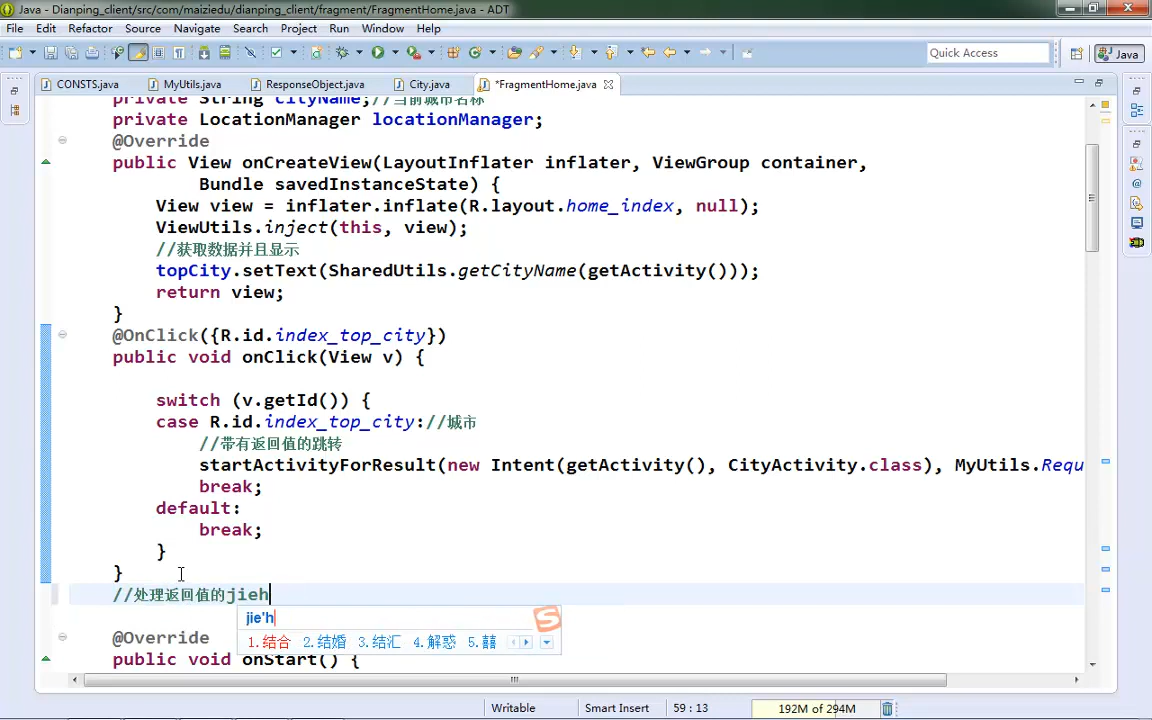 Java - Dianping_client/src/com/maiziedu/dianping_client/fragment/FragmentHome.java - ADT
File Edit Refactor Source Navigate Search Project Run Window Help
Quick Access
Java
CONSTS.java
MyUtils.java
ResponseObject.java
City.java
*FragmentHome.java
private String cityName;//当前城市名称
private LocationManager locationManager;
@Override
public View onCreateView(LayoutInflater inflater, ViewGroup container,
Bundle savedInstanceState) {
View view = inflater.inflate(R.layout.home_index, null);
ViewUtils.inject(this, view);
//获取数据并且显示
topCity.setText(SharedUtils.getCityName(getActivity()));
return view;
}
@OnClick({R.id.index_top_city})
public void onClick(View v) {
switch (v.getId()) {
case R.id.index_top_city://城市
//带有返回值的跳转
startActivityForResult(new Intent(getActivity(), CityActivity.class), MyUtils.Requ
break;
default:
break;
}
}
//处理返回值的jieh
jie'h
1.结合 2.结婚 3.结汇 4.解惑 5.囍
@Override
public void onStart() {
Writable
Smart Insert
59 : 13
192M of 294M